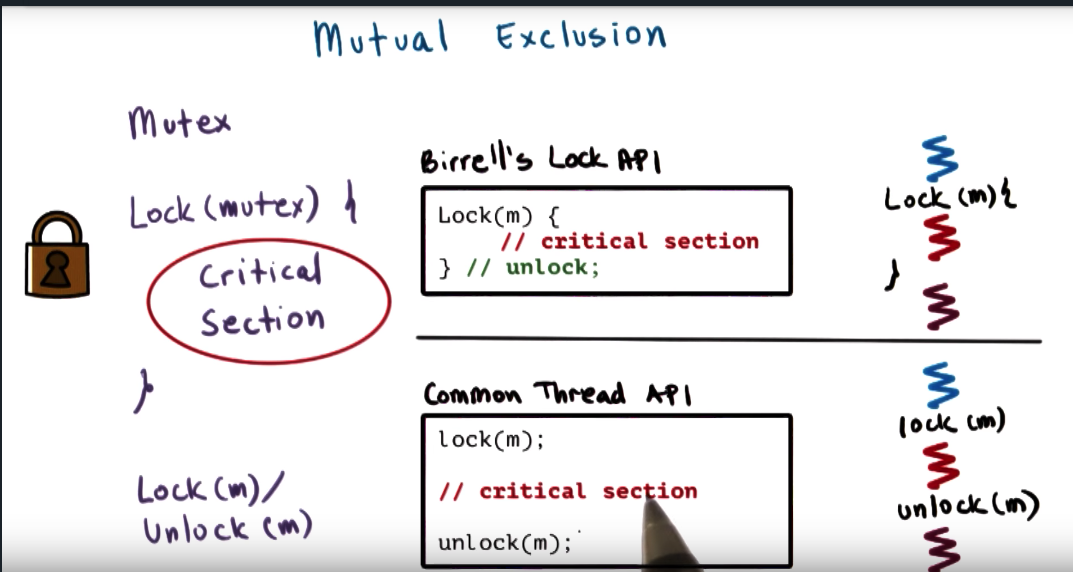 Mutual Exclusion
Mutex
Lock (mutex) {
Critical
Section
}
Lock (m)/
Unlock (m)
Birrell's Lock API
Lock(m) {
// critical section
} // unlock;
Lock (m) {
}
Common Thread API
lock(m);
// critical section
unlock(m);
lock (m)
unlock (m)